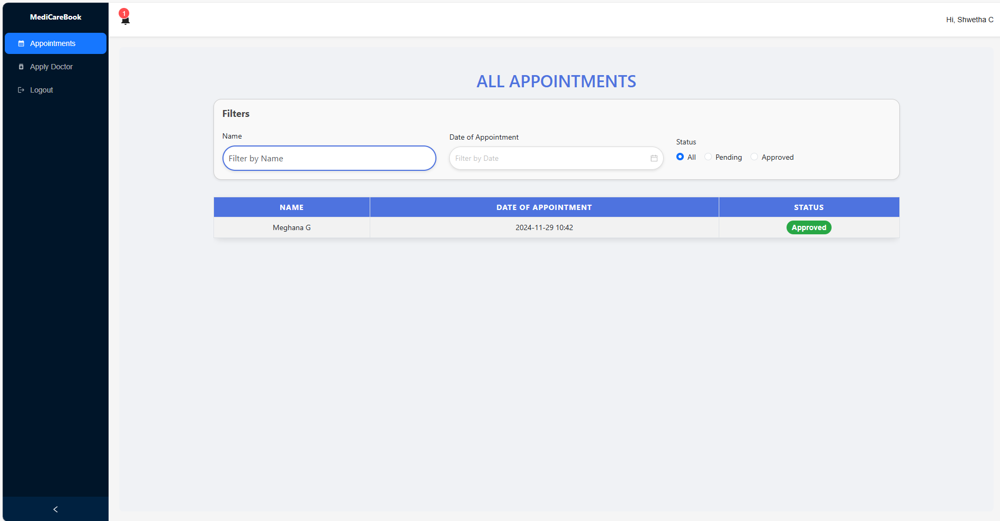 MediCareBook
Appointments
Apply Doctor
Logout
1
Hi, Shwetha C
ALL APPOINTMENTS
Filters
Name
Filter by Name
Date of Appointment
Filter by Date
Status
All Pending Approved
NAME DATE OF APPOINTMENT STATUS
Meghana G 2024-11-29 10:42 Approved